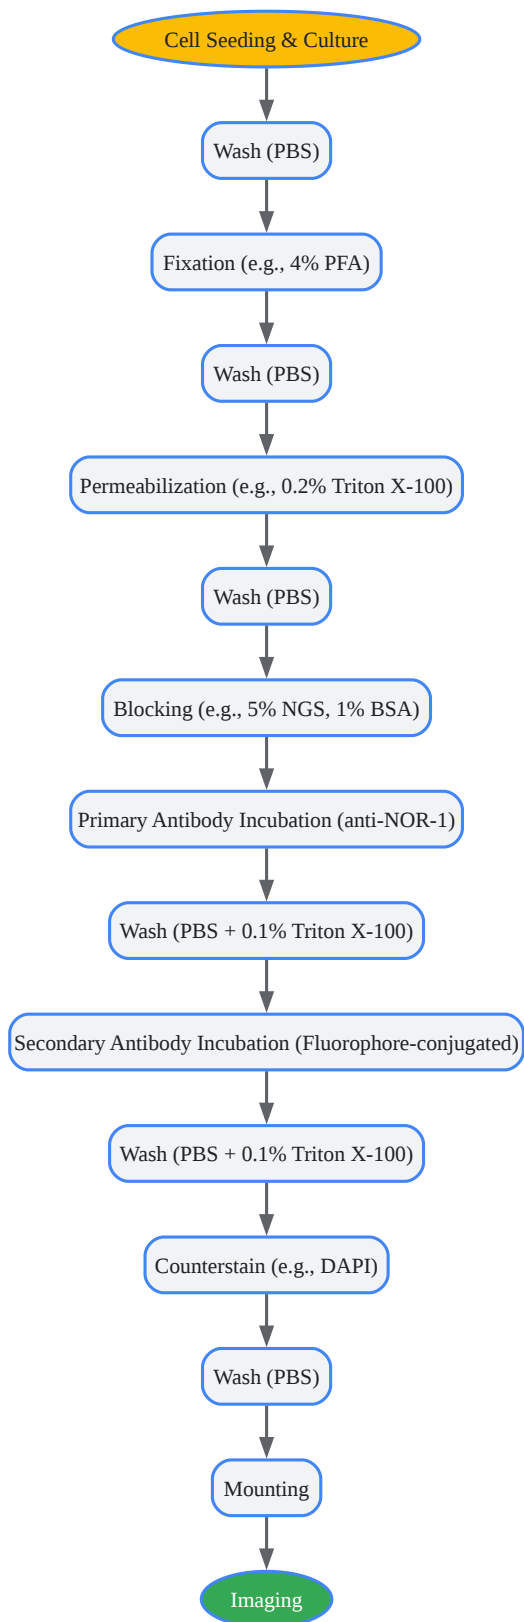 Cell Seeding & Culture
Wash (PBS)
Fixation (e.g., 4% PFA)
Wash (PBS)
Permeabilization (e.g., 0.2% Triton X-100)
Wash (PBS)
Blocking (e.g., 5% NGS, 1% BSA)
Primary Antibody Incubation (anti-NOR-1)
Wash (PBS + 0.1% Triton X-100)
Secondary Antibody Incubation (Fluorophore-conjugated)
Wash (PBS + 0.1% Triton X-100)
Counterstain (e.g., DAPI)
Wash (PBS)
Mounting
Imaging